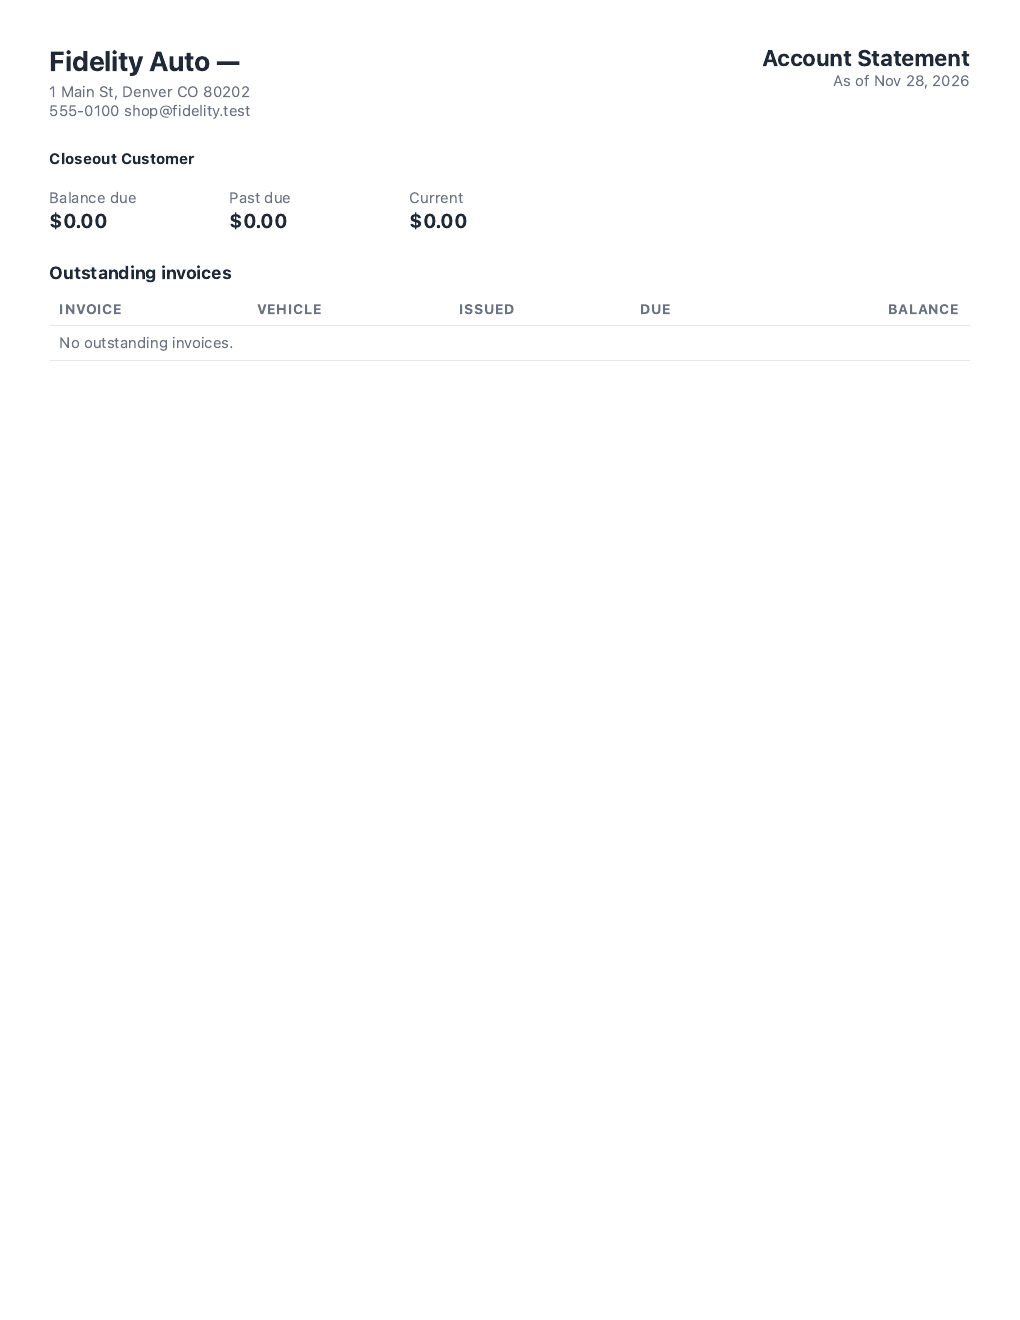 Fidelity Auto —
1 Main St, Denver CO 80202
555-0100 shop@fidelity.test
Account Statement
As of Nov 28, 2026
Closeout Customer
Balance due Past due Current
$0.00 $0.00 $0.00
Outstanding invoices
INVOICE VEHICLE ISSUED DUE BALANCE
No outstanding invoices.